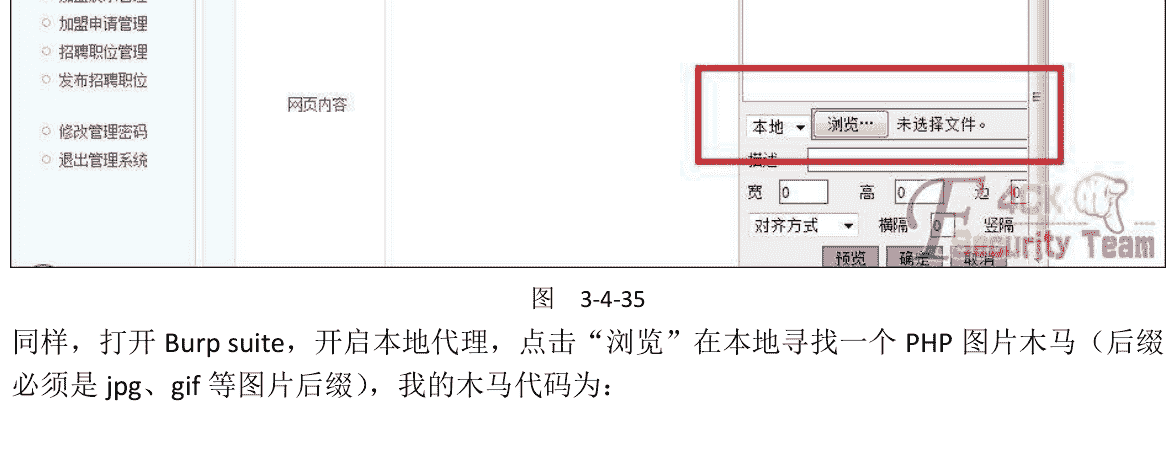 加盟申请管理
招聘职位管理
发布招聘职位
网页内容
修改管理密码
退出管理系统
本地 浏览… 未选择文件。
描述
宽 0 高 0 边 0
对齐方式 横隔 0 竖隔
预览 确定 取消
F4CK
Security Team
图 3-4-35
同样，打开 Burp suite，开启本地代理，点击“浏览”在本地寻找一个 PHP 图片木马（后缀
必须是 jpg、gif 等图片后缀），我的木马代码为：